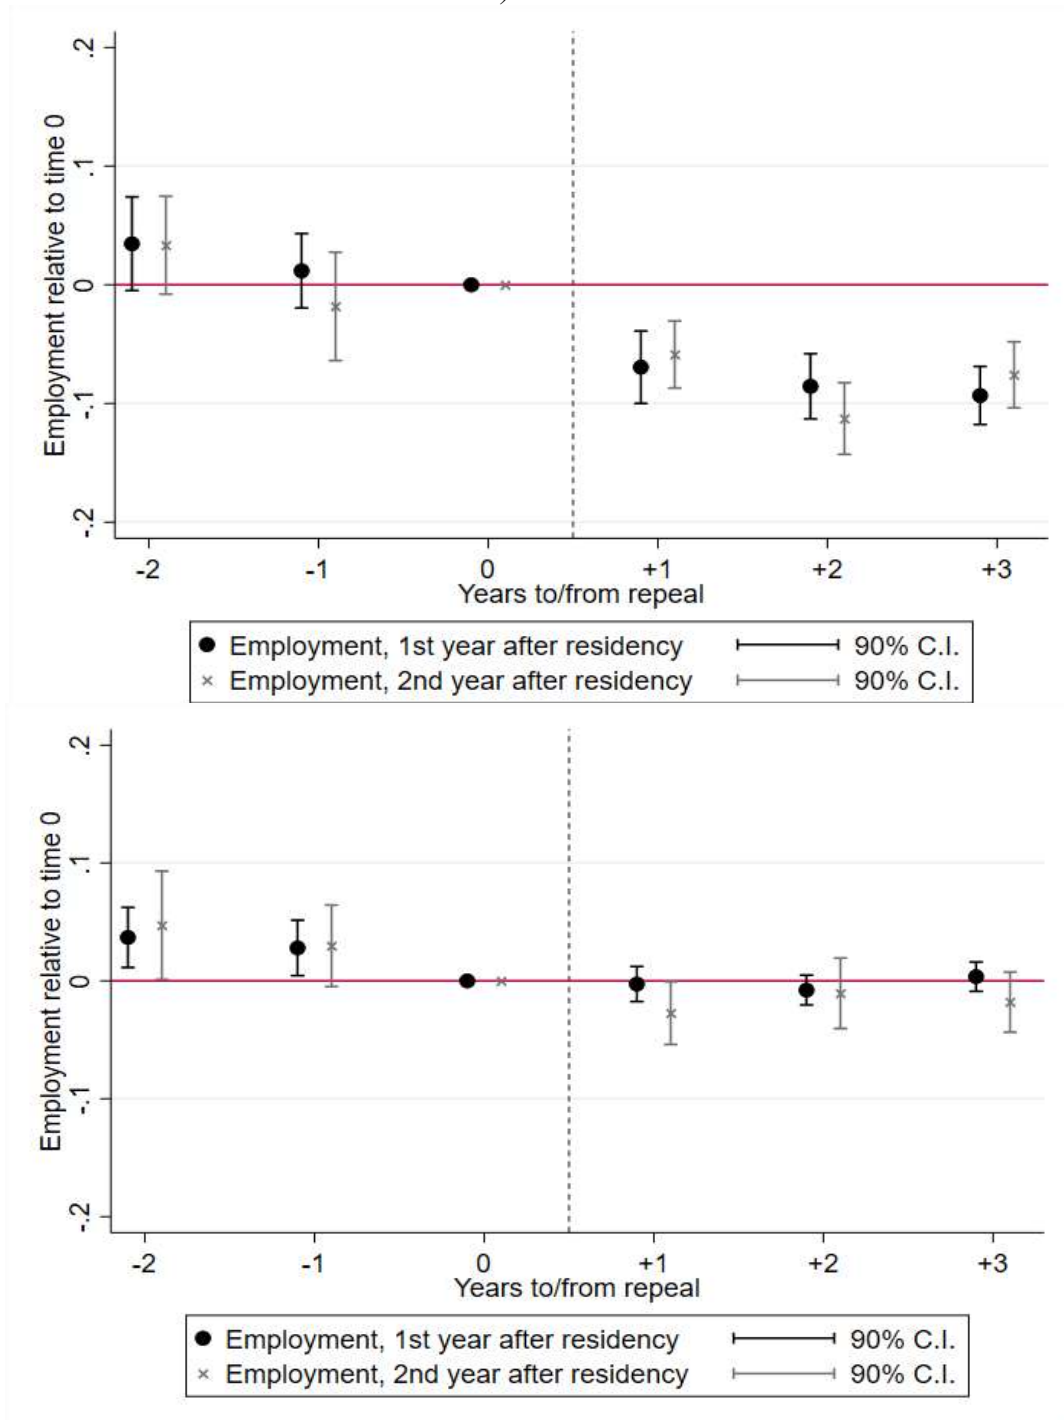 )
Employment relative to time 0
.2
.1
0
-.1
-.2
-2
-1
0
+1
+2
+3
Years to/from repeal
Employment, 1st year after residency
90% C.I.
Employment, 2nd year after residency
90% C.I.
Employment relative to time 0
.2
.1
0
-.1
-.2
-2
-1
0
+1
+2
+3
Years to/from repeal
Employment, 1st year after residency
90% C.I.
Employment, 2nd year after residency
90% C.I.